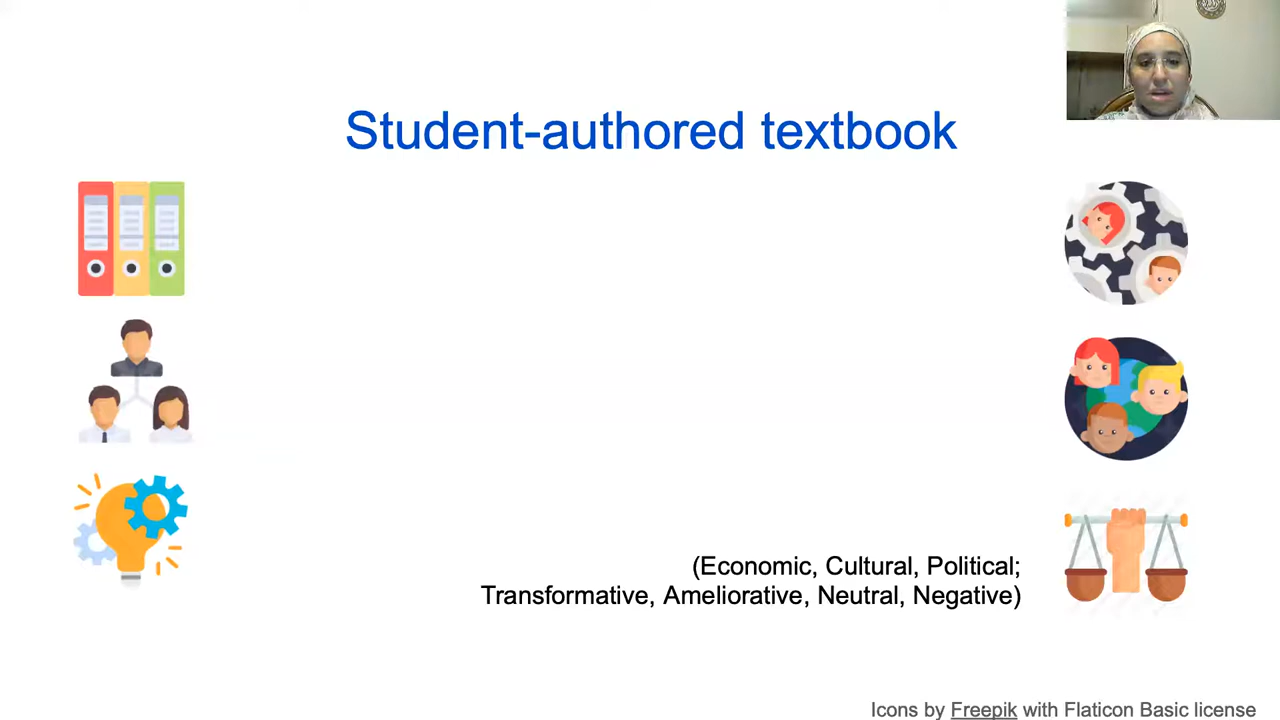 Student-authored textbook
(Economic, Cultural, Political;
Transformative, Ameliorative, Neutral, Negative)
Icons by Freepik with Flaticon Basic license